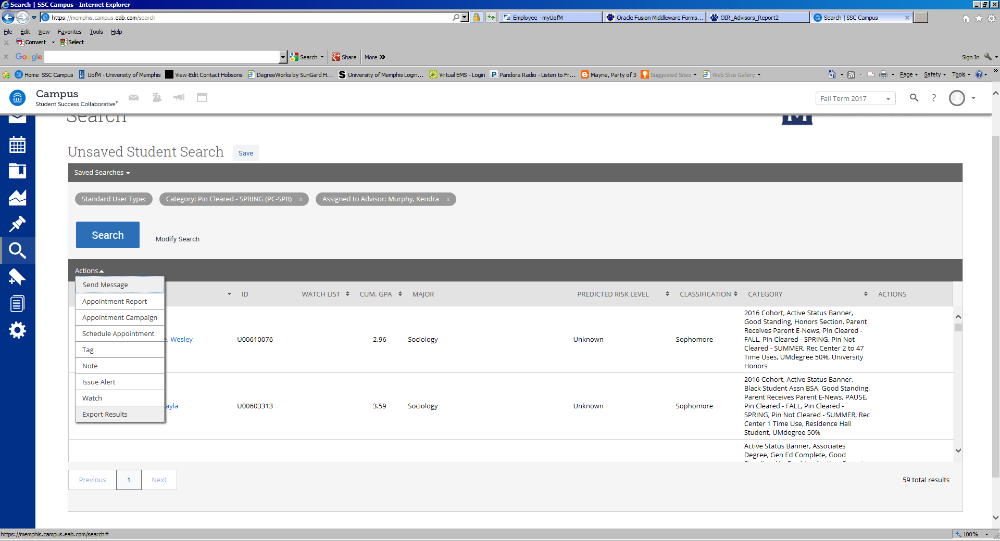 Search | SSC Campus - Internet Explorer
https://memphis.campus.eab.com/search
Employee - myUofM
Oracle Fusion Middleware Forms...
OIR_Advisors_Report2
Search | SSC Campus
File Edit View Favorites Tools Help
Convert Select
Google Search Share More »
Sign In
Home SSC Campus UofM - University of Memphis View-Edit Contact Hobsons DegreeWorks by SunGard H... University of Memphis Login... Virtual EMS - Login Pandora Radio - Listen to Fr... Mayne, Party of 3 Suggested Sites Web Slice Gallery Page Safety Tools
Campus
Student Success Collaborative
Fall Term 2017
?
Search
Unsaved Student Search Save
Saved Searches
Standard User Type: Category: Pin Cleared - SPRING (PC-SPR) x Assigned to Advisor: Murphy, Kendra x
Search Modify Search
Actions
Send Message
Appointment Report
Appointment Campaign
Schedule Appointment
Tag
Note
Issue Alert
Watch
Export Results
ID WATCH LIST CUM. GPA MAJOR PREDICTED RISK LEVEL CLASSIFICATION CATEGORY ACTIONS
e, Wesley U00610076 2.96 Sociology Unknown Sophomore
2016 Cohort, Active Status Banner,
Good Standing, Honors Section, Parent
Receives Parent E-News, Pin Cleared -
FALL, Pin Cleared - SPRING, Pin Not
Cleared - SUMMER, Rec Center 2 to 47
Time Uses, UMdegree 50%, University
Honors
ayla U00603313 3.59 Sociology Unknown Sophomore
2016 Cohort, Active Status Banner,
Black Student Assn BSA, Good Standing,
Parent Receives Parent E-News, PAUSE,
Pin Cleared - FALL, Pin Cleared -
SPRING, Pin Not Cleared - SUMMER, Rec
Center 1 Time Use, Residence Hall
Student, UMdegree 50%
Active Status Banner, Associates
Degree, Gen Ed Complete, Good
Previous 1 Next
59 total results
https://memphis.campus.eab.com/search#
100%